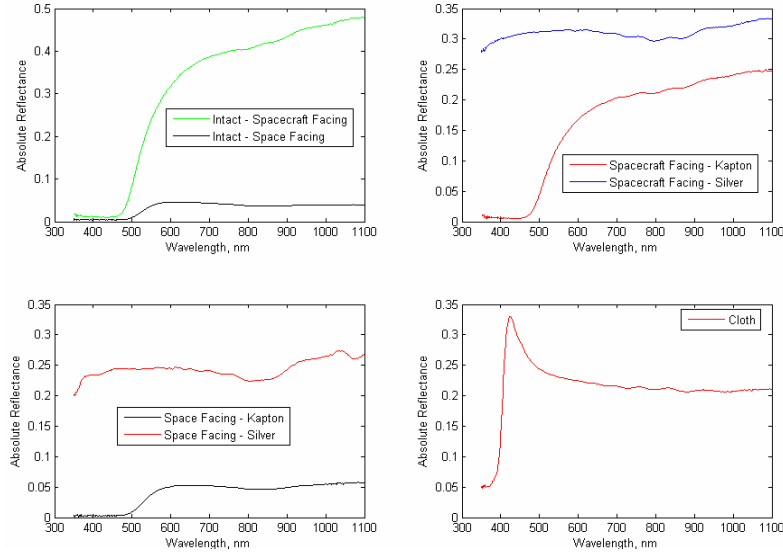 0.5
0.4
0.3
0.2
0.1
0
Absolute Reflectance
Intact - Spacecraft Facing
Intact - Space Facing
300 400 500 600 700 800 900 1000 1100
Wavelength, nm
0.35
0.3
0.25
0.2
0.15
0.1
0.05
0
Absolute Reflectance
Spacecraft Facing - Kapton
Spacecraft Facing - Silver
300 400 500 600 700 800 900 1000 1100
Wavelength, nm
0.35
0.3
0.25
0.2
0.15
0.1
0.05
0
Absolute Reflectance
Space Facing - Kapton
Space Facing - Silver
300 400 500 600 700 800 900 1000 1100
Wavelength, nm
0.35
0.3
0.25
0.2
0.15
0.1
0.05
0
Absolute Reflectance
Cloth
300 400 500 600 700 800 900 1000 1100
Wavelength, nm